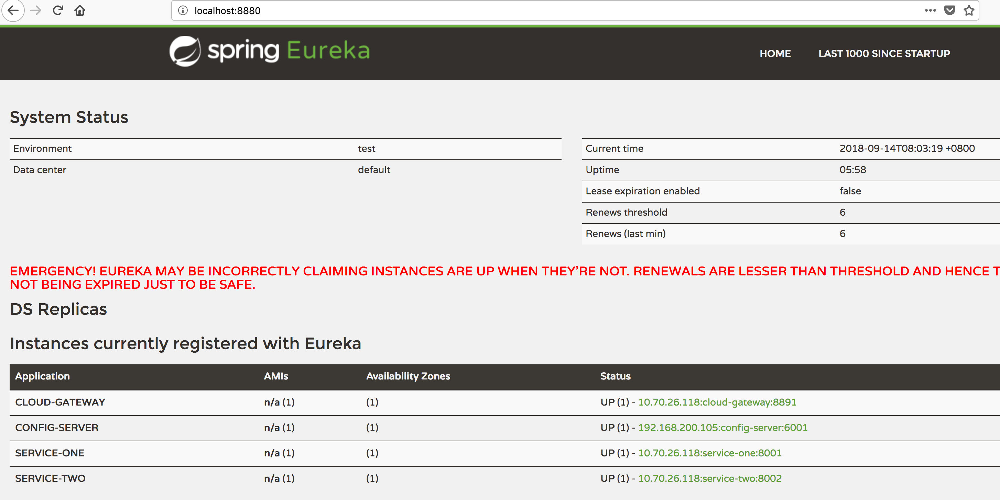 localhost:8880
spring Eureka
HOME LAST 1000 SINCE STARTUP
System Status
Environment test
Data center default
Current time 2018-09-14T08:03:19 +0800
Uptime 05:58
Lease expiration enabled false
Renews threshold 6
Renews (last min) 6
EMERGENCY! EUREKA MAY BE INCORRECTLY CLAIMING INSTANCES ARE UP WHEN THEY’RE NOT. RENEWALS ARE LESSER THAN THRESHOLD AND HENCE T
NOT BEING EXPIRED JUST TO BE SAFE.
DS Replicas
Instances currently registered with Eureka
Application AMIs Availability Zones Status
CLOUD-GATEWAY n/a (1) (1) UP (1) - 10.70.26.118:cloud-gateway:8891
CONFIG-SERVER n/a (1) (1) UP (1) - 192.168.200.105:config-server:6001
SERVICE-ONE n/a (1) (1) UP (1) - 10.70.26.118:service-one:8001
SERVICE-TWO n/a (1) (1) UP (1) - 10.70.26.118:service-two:8002